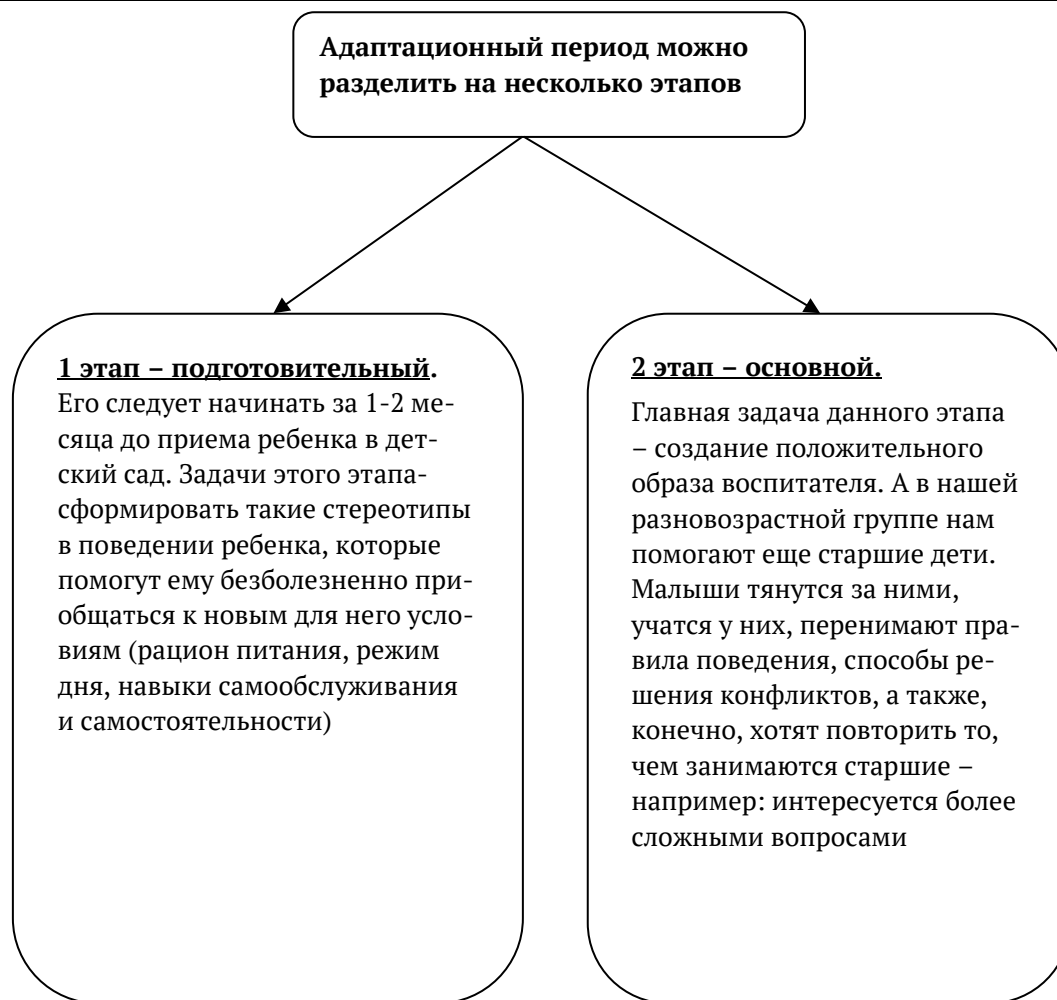 Адаптационный период можно
разделить на несколько этапов
1 этап – подготовительный.
Его следует начинать за 1-2 ме-
сяца до приема ребенка в дет-
ский сад. Задачи этого этапа-
сформировать такие стереотипы
в поведении ребенка, которые
помогут ему безболезненно при-
общаться к новым для него усло-
виям (рацион питания, режим
дня, навыки самообслуживания
и самостоятельности)
2 этап – основной.
Главная задача данного этапа
– создание положительного
образа воспитателя. А в нашей
разновозрастной группе нам
помогают еще старшие дети.
Малыши тянутся за ними,
учатся у них, перенимают пра-
вила поведения, способы ре-
шения конфликтов, а также,
конечно, хотят повторить то,
чем занимаются старшие –
например: интересуется более
сложными вопросами